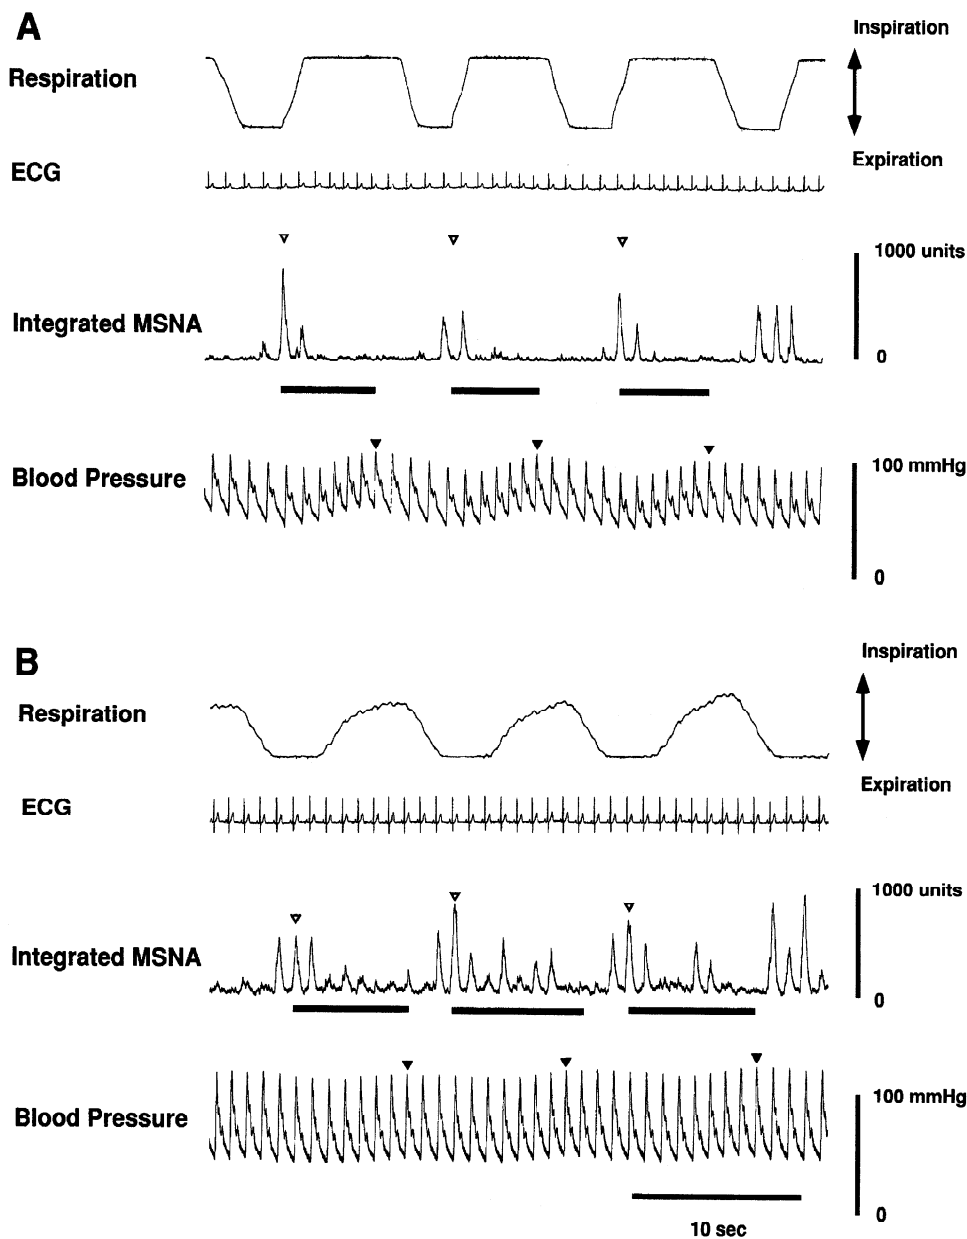 A
Inspiration
Respiration
Expiration
ECG
1000 units
Integrated MSNA
0
Blood Pressure
100 mmHg
0
B
Inspiration
Respiration
Expiration
ECG
1000 units
Integrated MSNA
0
100 mmHg
Blood Pressure
0
10 sec